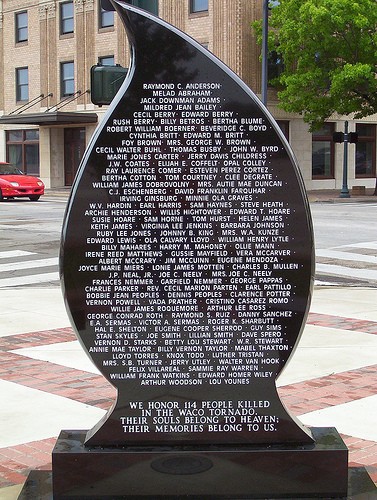 RAYMOND C. ANDERSON
MELAD ABRAHAM
JACK DOWNMAN ADAMS
MILDRED JEAN BAILEY
CECIL BERRY · EDWARD BERRY
RUSH BERRY · BILLY BETROS · BERTHA BLUME
ROBERT WILLIAM BOERNER · BEVERIDGE C. BOYD
CYNTHIA BRITT · EDWARD M. BRITT
FOY BROWN · MRS. GEORGE W. BROWN
CECIL WALTER BUHL · THOMAS BUSBY · JOHN W. BYRD
MARIE JONES CARTER · JERRY DAVIS CHILDRESS
J.W. COATES · ELIJAH E. COFFELT · OPAL COLLEY
RAY LAURENCE COMER · ESTEVEN PEREZ CORTEZ
BERTHA COTTON · TOM COURTNEY · CLEE DEGRATE
WILLIAM JAMES DOBROVOLNY · MRS. AUTIE MAE DUNCAN
C.J. ESCHENBERG · DAVID FRANKLIN FARQUHAR
IRVING GINSBURG · MINNIE OLA GRAVES
W.V. HARDIN · EARL HARRIS · SAM HAYNES · STEVE HEATH
ARCHIE HENDERSON · WILLIS HIGHTOWER · EDWARD T. HOARE
SUSIE HOARE · SAM HORNE · TOM HURST · HELEN JAMES
KEITH JAMES · VIRGINIA LEE JENKINS · BARBARA JOHNSON
RUBY LEE JONES · JOHNNY B. KING · MRS. W.A. KUNZE
EDWARD LEWIS · OLA CALVARY LLOYD · WILLIAM HENRY LYTLE
BILLY MAHARES · HARRY M. MAHONEY · OLLIE MANN
IRENE REED MATTHEWS · GUSSIE MAYFIELD · VERA MCCARVER
ALBERT MCCRARY · JIM MCCUINN · EUGENE MENDOZA
JOYCE MARIE MIERS · LONIE JAMES MOTTEN · CHARLES B. MULLEN
J.P. NEAL, JR. · JOE C. NEELY · MRS. JOE C. NEELY
FRANCES NEMMER · GARFIELD NEMMER · GEORGE PAPPAS
CHARLIE PARKER · REV. CECIL MARION PARTEN · EARL PATTILLO
BOBBIE JEAN PEOPLES · DENNIS PEOPLES · CLARENCE POTTER
VERNON POWELL · VADA PRATHER · CRISTINO CASAREZ ROMO
WILLIE JAMES ROQUEMORE · ARTHUR LEE ROSS
GEORGE CONRAD ROTH · RAYMOND S. RUIZ · DANNY SANCHEZ
E.A. SERMAS · VICTOR A. SERMAS · ROGER K. SHARBUTT
HAL E. SHELTON · EUGENE COOPER SHERROD · GUY SIMS
STAN SKYLES · JOE SMITH · LILLIAN SMITH · DAVE SPERO
VERNON D. STARKS · BETTY LOU STEWART · W.R. STEWART
ANNIE MAE TAYLOR · BILLY VERNON TAYLOR · MABEL THAXTON
LLOYD TORRES · KNOX TODD · LUTHER TRISTAN
MRS. S.B. TURNER · JERRY UTLEY · WALTER VAN HOOK
FELIX VILLAREAL · SAMMIE RAY WARREN
WILLIAM FRANK WATKINS · EDWARD HOMER WILEY
ARTHUR WOODSON · LOU YOUNES
WE HONOR 114 PEOPLE KILLED
IN THE WACO TORNADO.
THEIR SOULS BELONG TO HEAVEN;
THEIR MEMORIES BELONG TO US.